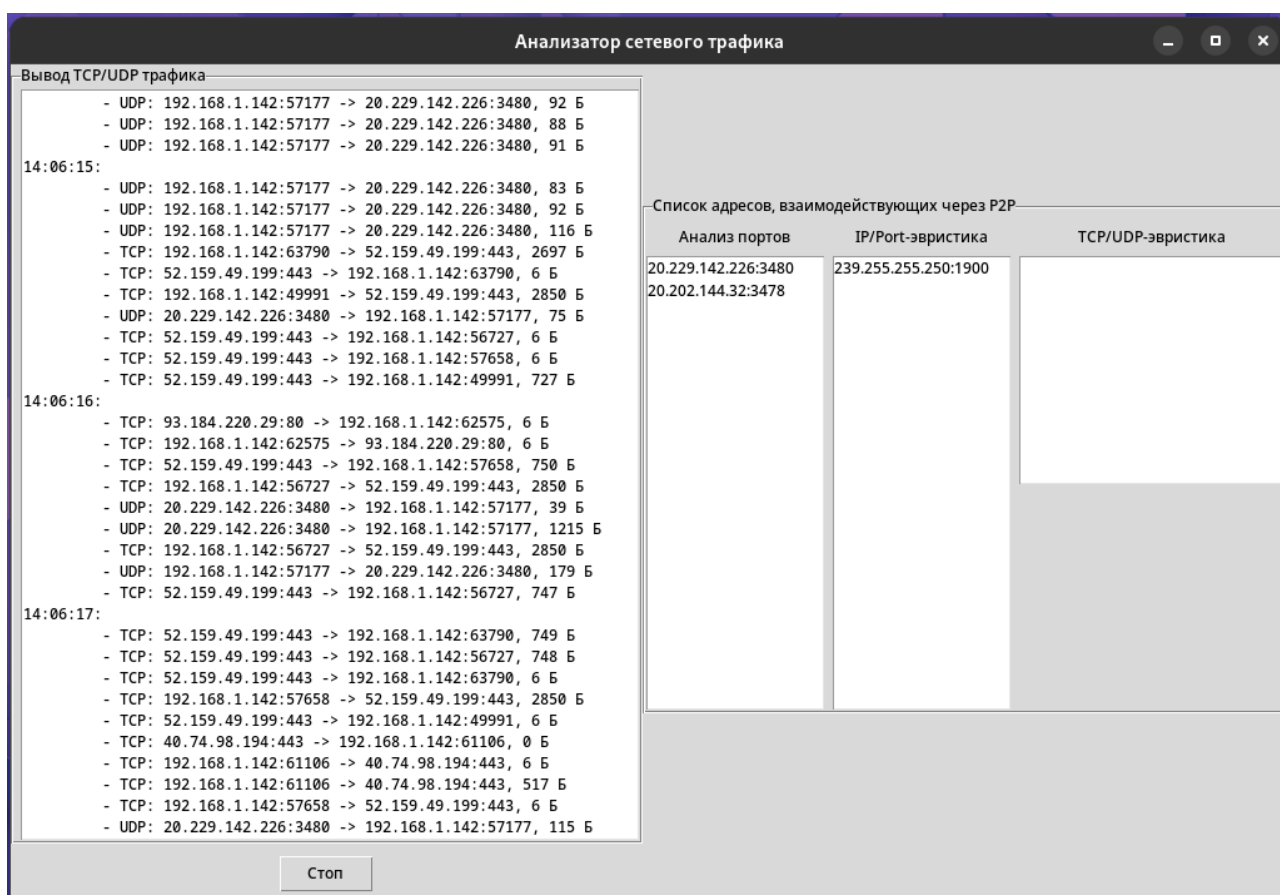 Анализатор сетевого трафика
Вывод TCP/UDP трафика
- UDP: 192.168.1.142:57177 -> 20.229.142.226:3480, 92 Б
- UDP: 192.168.1.142:57177 -> 20.229.142.226:3480, 88 Б
- UDP: 192.168.1.142:57177 -> 20.229.142.226:3480, 91 Б
14:06:15:
- UDP: 192.168.1.142:57177 -> 20.229.142.226:3480, 83 Б
- UDP: 192.168.1.142:57177 -> 20.229.142.226:3480, 92 Б
- UDP: 192.168.1.142:57177 -> 20.229.142.226:3480, 116 Б
- TCP: 192.168.1.142:63790 -> 52.159.49.199:443, 2697 Б
- TCP: 52.159.49.199:443 -> 192.168.1.142:63790, 6 Б
- TCP: 192.168.1.142:49991 -> 52.159.49.199:443, 2850 Б
- UDP: 20.229.142.226:3480 -> 192.168.1.142:57177, 75 Б
- TCP: 52.159.49.199:443 -> 192.168.1.142:56727, 6 Б
- TCP: 52.159.49.199:443 -> 192.168.1.142:57658, 6 Б
- TCP: 52.159.49.199:443 -> 192.168.1.142:49991, 727 Б
14:06:16:
- TCP: 93.184.220.29:80 -> 192.168.1.142:62575, 6 Б
- TCP: 192.168.1.142:62575 -> 93.184.220.29:80, 6 Б
- TCP: 52.159.49.199:443 -> 192.168.1.142:57658, 750 Б
- TCP: 192.168.1.142:56727 -> 52.159.49.199:443, 2850 Б
- UDP: 20.229.142.226:3480 -> 192.168.1.142:57177, 39 Б
- UDP: 20.229.142.226:3480 -> 192.168.1.142:57177, 1215 Б
- TCP: 192.168.1.142:56727 -> 52.159.49.199:443, 2850 Б
- UDP: 192.168.1.142:57177 -> 20.229.142.226:3480, 179 Б
- TCP: 52.159.49.199:443 -> 192.168.1.142:56727, 747 Б
14:06:17:
- TCP: 52.159.49.199:443 -> 192.168.1.142:63790, 749 Б
- TCP: 52.159.49.199:443 -> 192.168.1.142:56727, 748 Б
- TCP: 52.159.49.199:443 -> 192.168.1.142:63790, 6 Б
- TCP: 192.168.1.142:57658 -> 52.159.49.199:443, 2850 Б
- TCP: 52.159.49.199:443 -> 192.168.1.142:49991, 6 Б
- TCP: 40.74.98.194:443 -> 192.168.1.142:61106, 0 Б
- TCP: 192.168.1.142:61106 -> 40.74.98.194:443, 6 Б
- TCP: 192.168.1.142:61106 -> 40.74.98.194:443, 517 Б
- TCP: 192.168.1.142:57658 -> 52.159.49.199:443, 6 Б
- UDP: 20.229.142.226:3480 -> 192.168.1.142:57177, 115 Б
Стоп
Список адресов, взаимодействующих через P2P
Анализ портов
20.229.142.226:3480
20.202.144.32:3478
IP/Port-эвристика
239.255.255.250:1900
TCP/UDP-эвристика